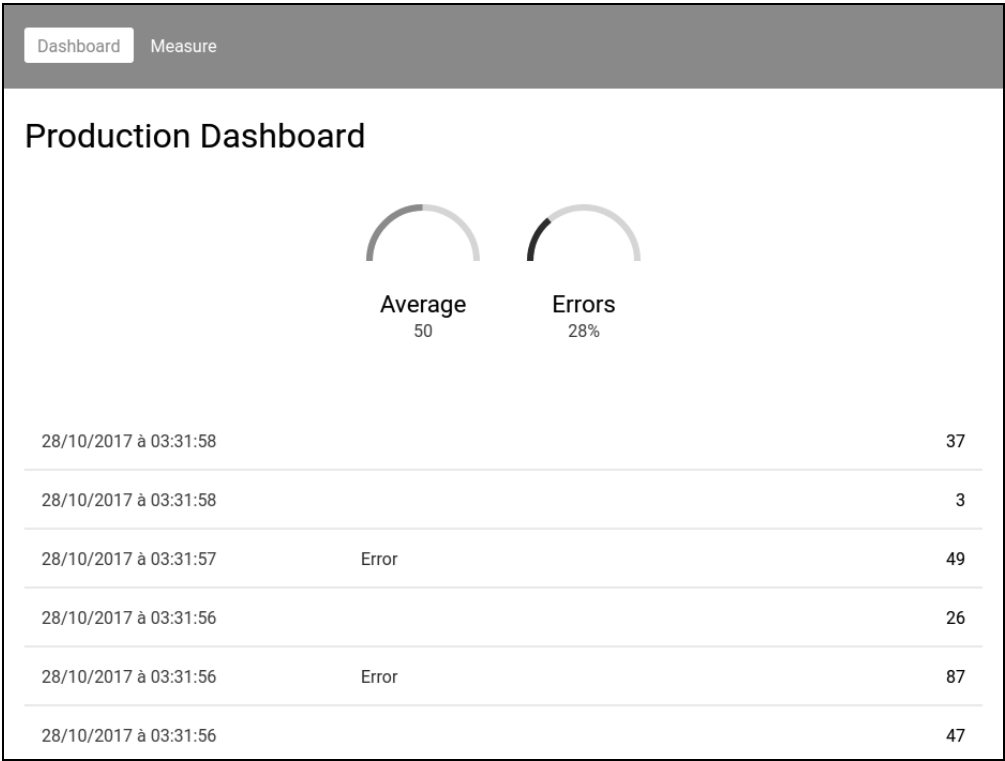 Dashboard Measure
Production Dashboard
Average Errors
50 28%
28/10/2017 à 03:31:58 37
28/10/2017 à 03:31:58 3
28/10/2017 à 03:31:57 Error 49
28/10/2017 à 03:31:56 26
28/10/2017 à 03:31:56 Error 87
28/10/2017 à 03:31:56 47